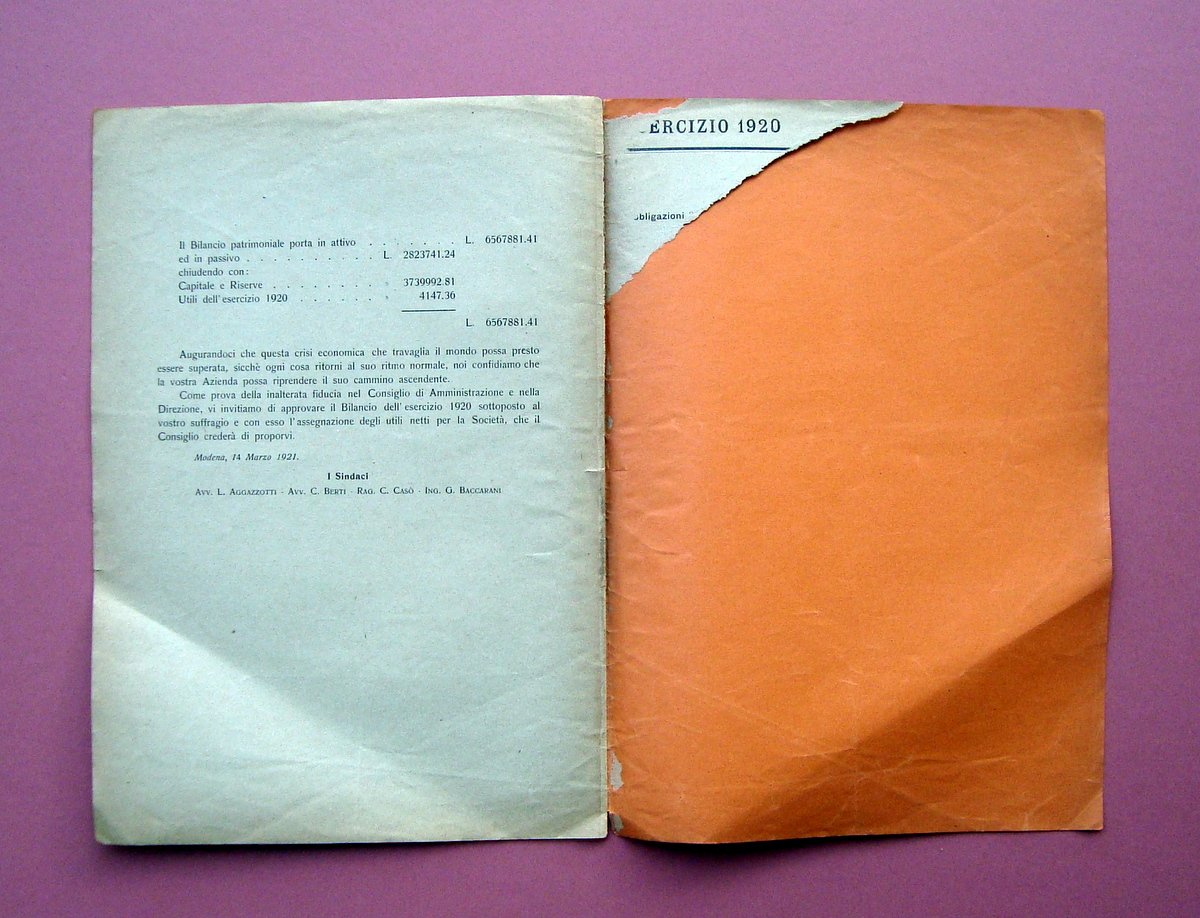 Il Bilancio patrimoniale porta in attivo . . . . . . . L. 6567881.41
ed in passivo . . . . . . . . . . L. 2823741.24
chiudendo con:
Capitale e Riserve . . . . . . . . » 3739992.81
Utili dell'esercizio 1920 . . . . . . » 4147.36
L. 6567881.41
Augurandoci che questa crisi economica che travaglia il mondo possa presto
essere superata, sicchè ogni cosa ritorni al suo ritmo normale, noi confidiamo che
la vostra Azienda possa riprendere il suo cammino ascendente.
Come prova della inalterata fiducia nel Consiglio di Amministrazione e nella
Direzione, vi invitiamo di approvare il Bilancio dell'esercizio 1920 sottoposto al
vostro suffragio e con esso l'assegnazione degli utili netti per la Società, che il
Consiglio crederà di proporvi.
Modena, 14 Marzo 1921.
I Sindaci
Avv. L. Aggazzotti - Avv. C. Berti - Rag. C. Casò - Ing. G. Baccarani
ERCIZIO 1920
bligazioni